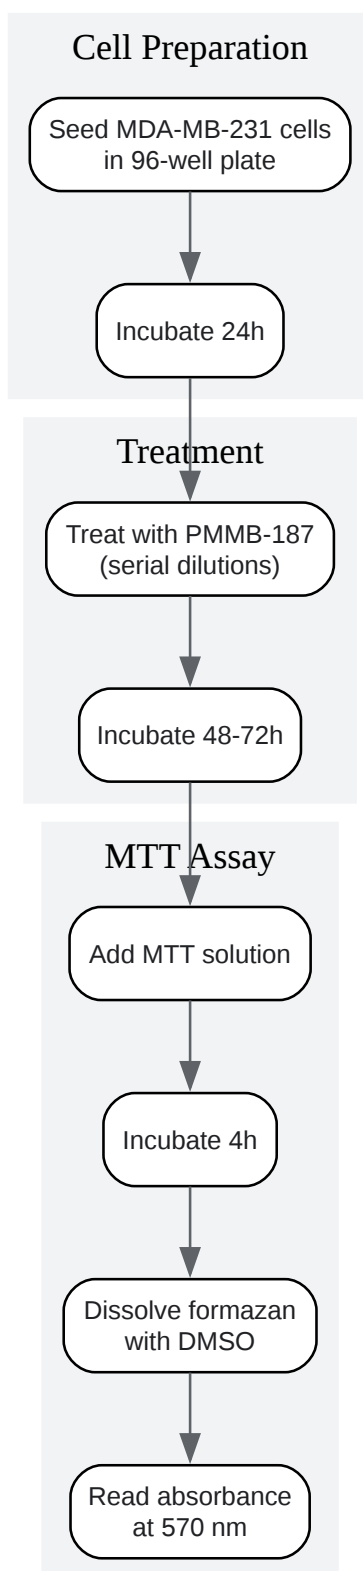 Cell Preparation
Seed MDA-MB-231 cells
in 96-well plate
Incubate 24h
Treatment
Treat with PMMB-187
(serial dilutions)
Incubate 48-72h
MTT Assay
Add MTT solution
Incubate 4h
Dissolve formazan
with DMSO
Read absorbance
at 570 nm